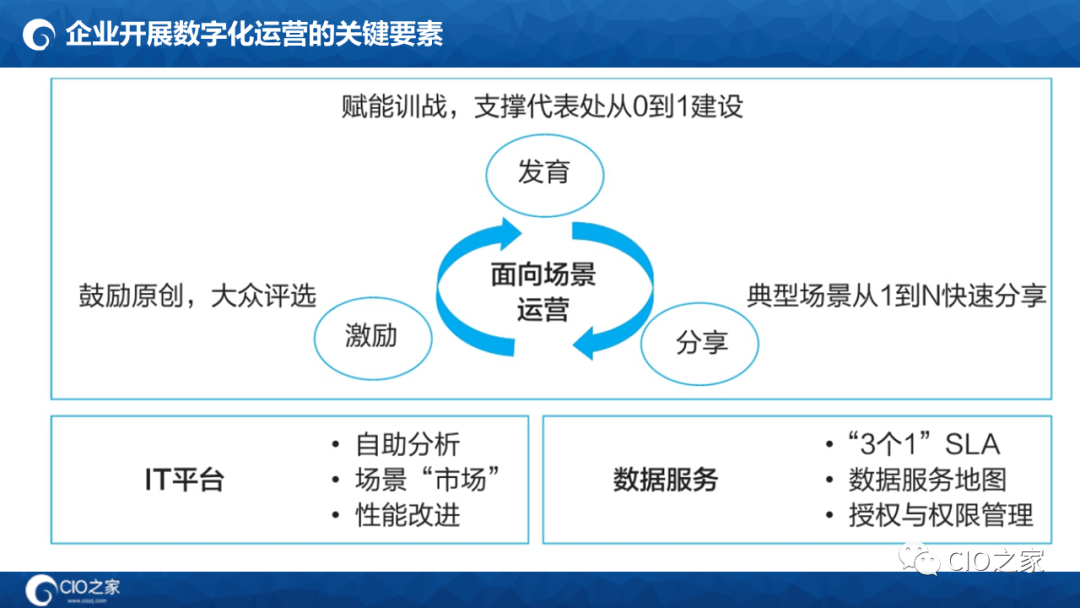 企业开展数字化运营的关键要素
赋能训战，支撑代表处从0到1建设
发育
面向场景
运营
鼓励原创，大众评选
典型场景从1到N快速分享
激励
分享
IT平台
• 自助分析
• 场景“市场”
• 性能改进
数据服务
• “3个1”SLA
• 数据服务地图
• 授权与权限管理
CIO之家
CIO之家
www.ciozj.com